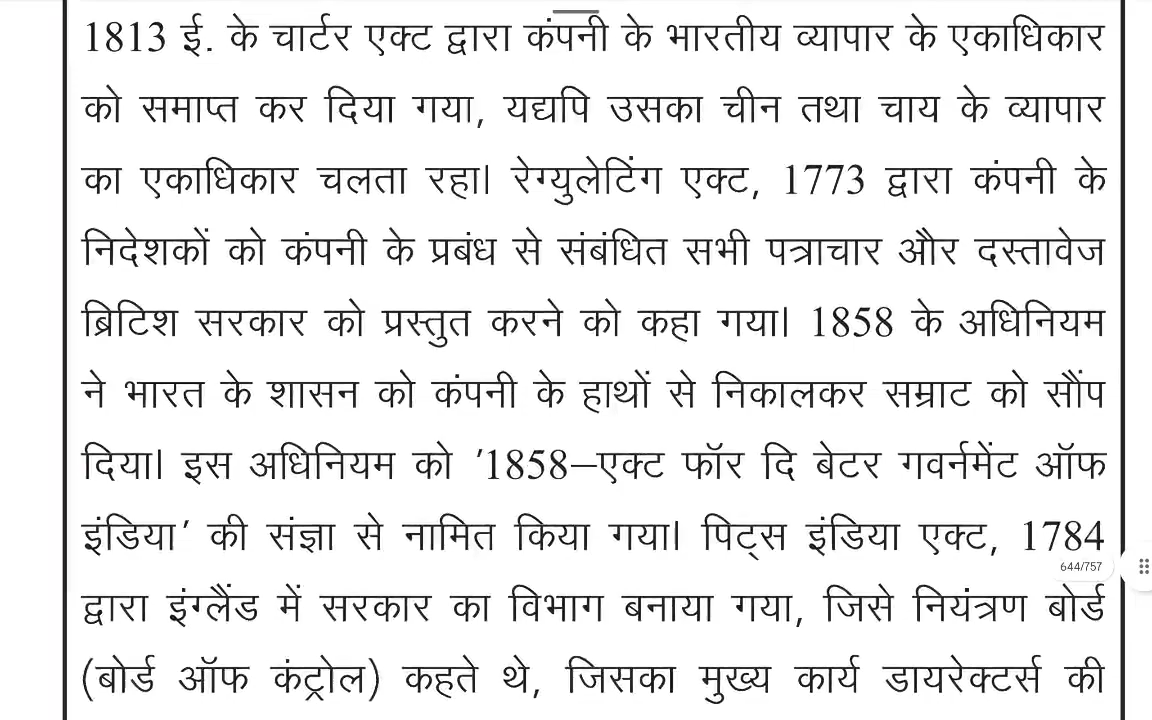 1813 ई. के चार्टर एक्ट द्वारा कंपनी के भारतीय व्यापार के एकाधिकार
को समाप्त कर दिया गया, यद्यपि उसका चीन तथा चाय के व्यापार
का एकाधिकार चलता रहा। रेग्युलेटिंग एक्ट, 1773 द्वारा कंपनी के
निदेशकों को कंपनी के प्रबंध से संबंधित सभी पत्राचार और दस्तावेज
ब्रिटिश सरकार को प्रस्तुत करने को कहा गया। 1858 के अधिनियम
ने भारत के शासन को कंपनी के हाथों से निकालकर सम्राट को सौंप
दिया। इस अधिनियम को '1858–एक्ट फॉर दि बेटर गवर्नमेंट ऑफ
इंडिया' की संज्ञा से नामित किया गया। पिट्स इंडिया एक्ट, 1784
644/757
द्वारा इंग्लैंड में सरकार का विभाग बनाया गया, जिसे नियंत्रण बोर्ड
(बोर्ड ऑफ कंट्रोल) कहते थे, जिसका मुख्य कार्य डायरेक्टर्स की